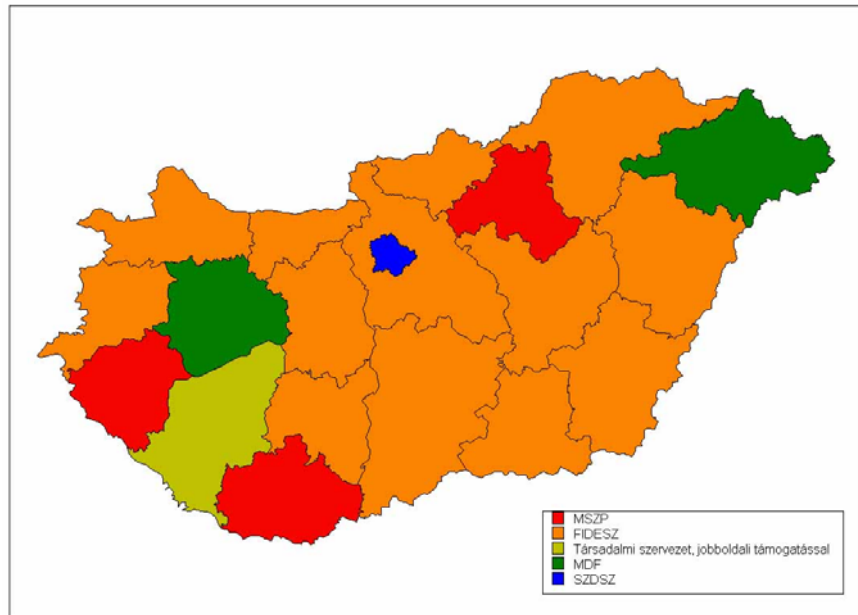 MSZP
FIDESZ
Társadalmi szervezet, jobboldali támogatással
MDF
SZDSZ